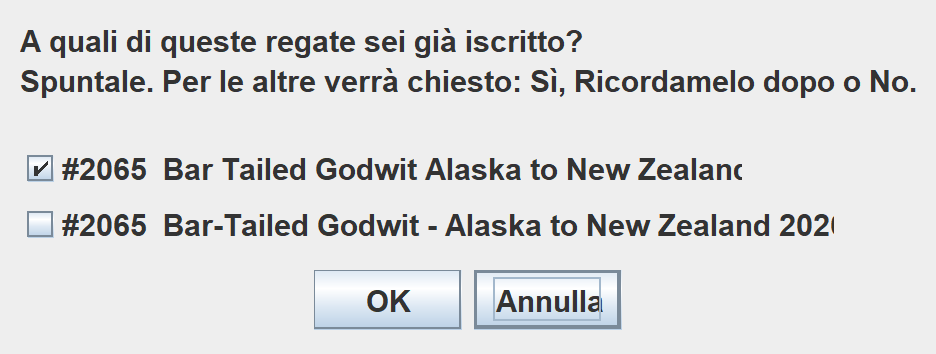 A quali di queste regate sei già iscritto?
Spuntale. Per le altre verrà chiesto: Sì, Ricordamelo dopo o No.
#2065 Bar Tailed Godwit Alaska to New Zealand
#2065 Bar-Tailed Godwit - Alaska to New Zealand 2026
OK
Annulla